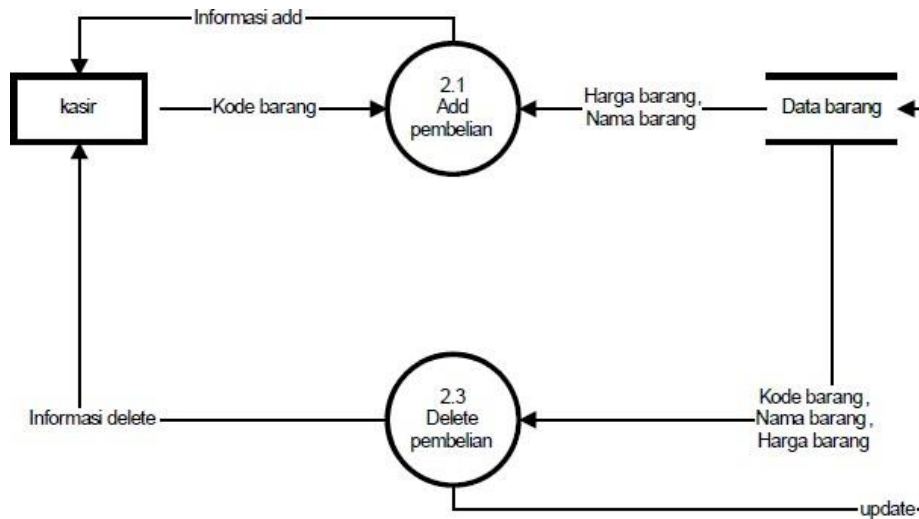 Informasi add
kasir
Kode barang
2.1
Add
pembelian
Harga barang,
Nama barang
Data barang
Informasi delete
2.3
Delete
pembelian
Kode barang,
Nama barang,
Harga barang
update